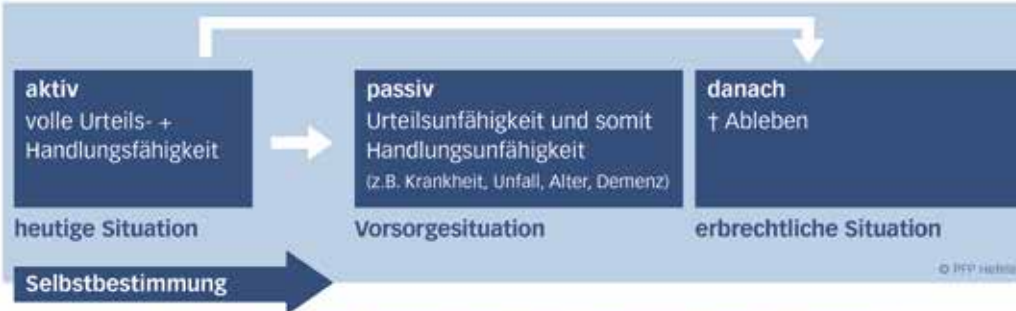 aktiv
volle Urteils- +
Handlungsfähigkeit
passiv
Urteilsunfähigkeit und somit
Handlungsunfähigkeit
(z.B. Krankheit, Unfall, Alter, Demenz)
danach
† Ableben
heutige Situation
Vorsorgesituation
erbrechtliche Situation
© PFP
Selbstbestimmung